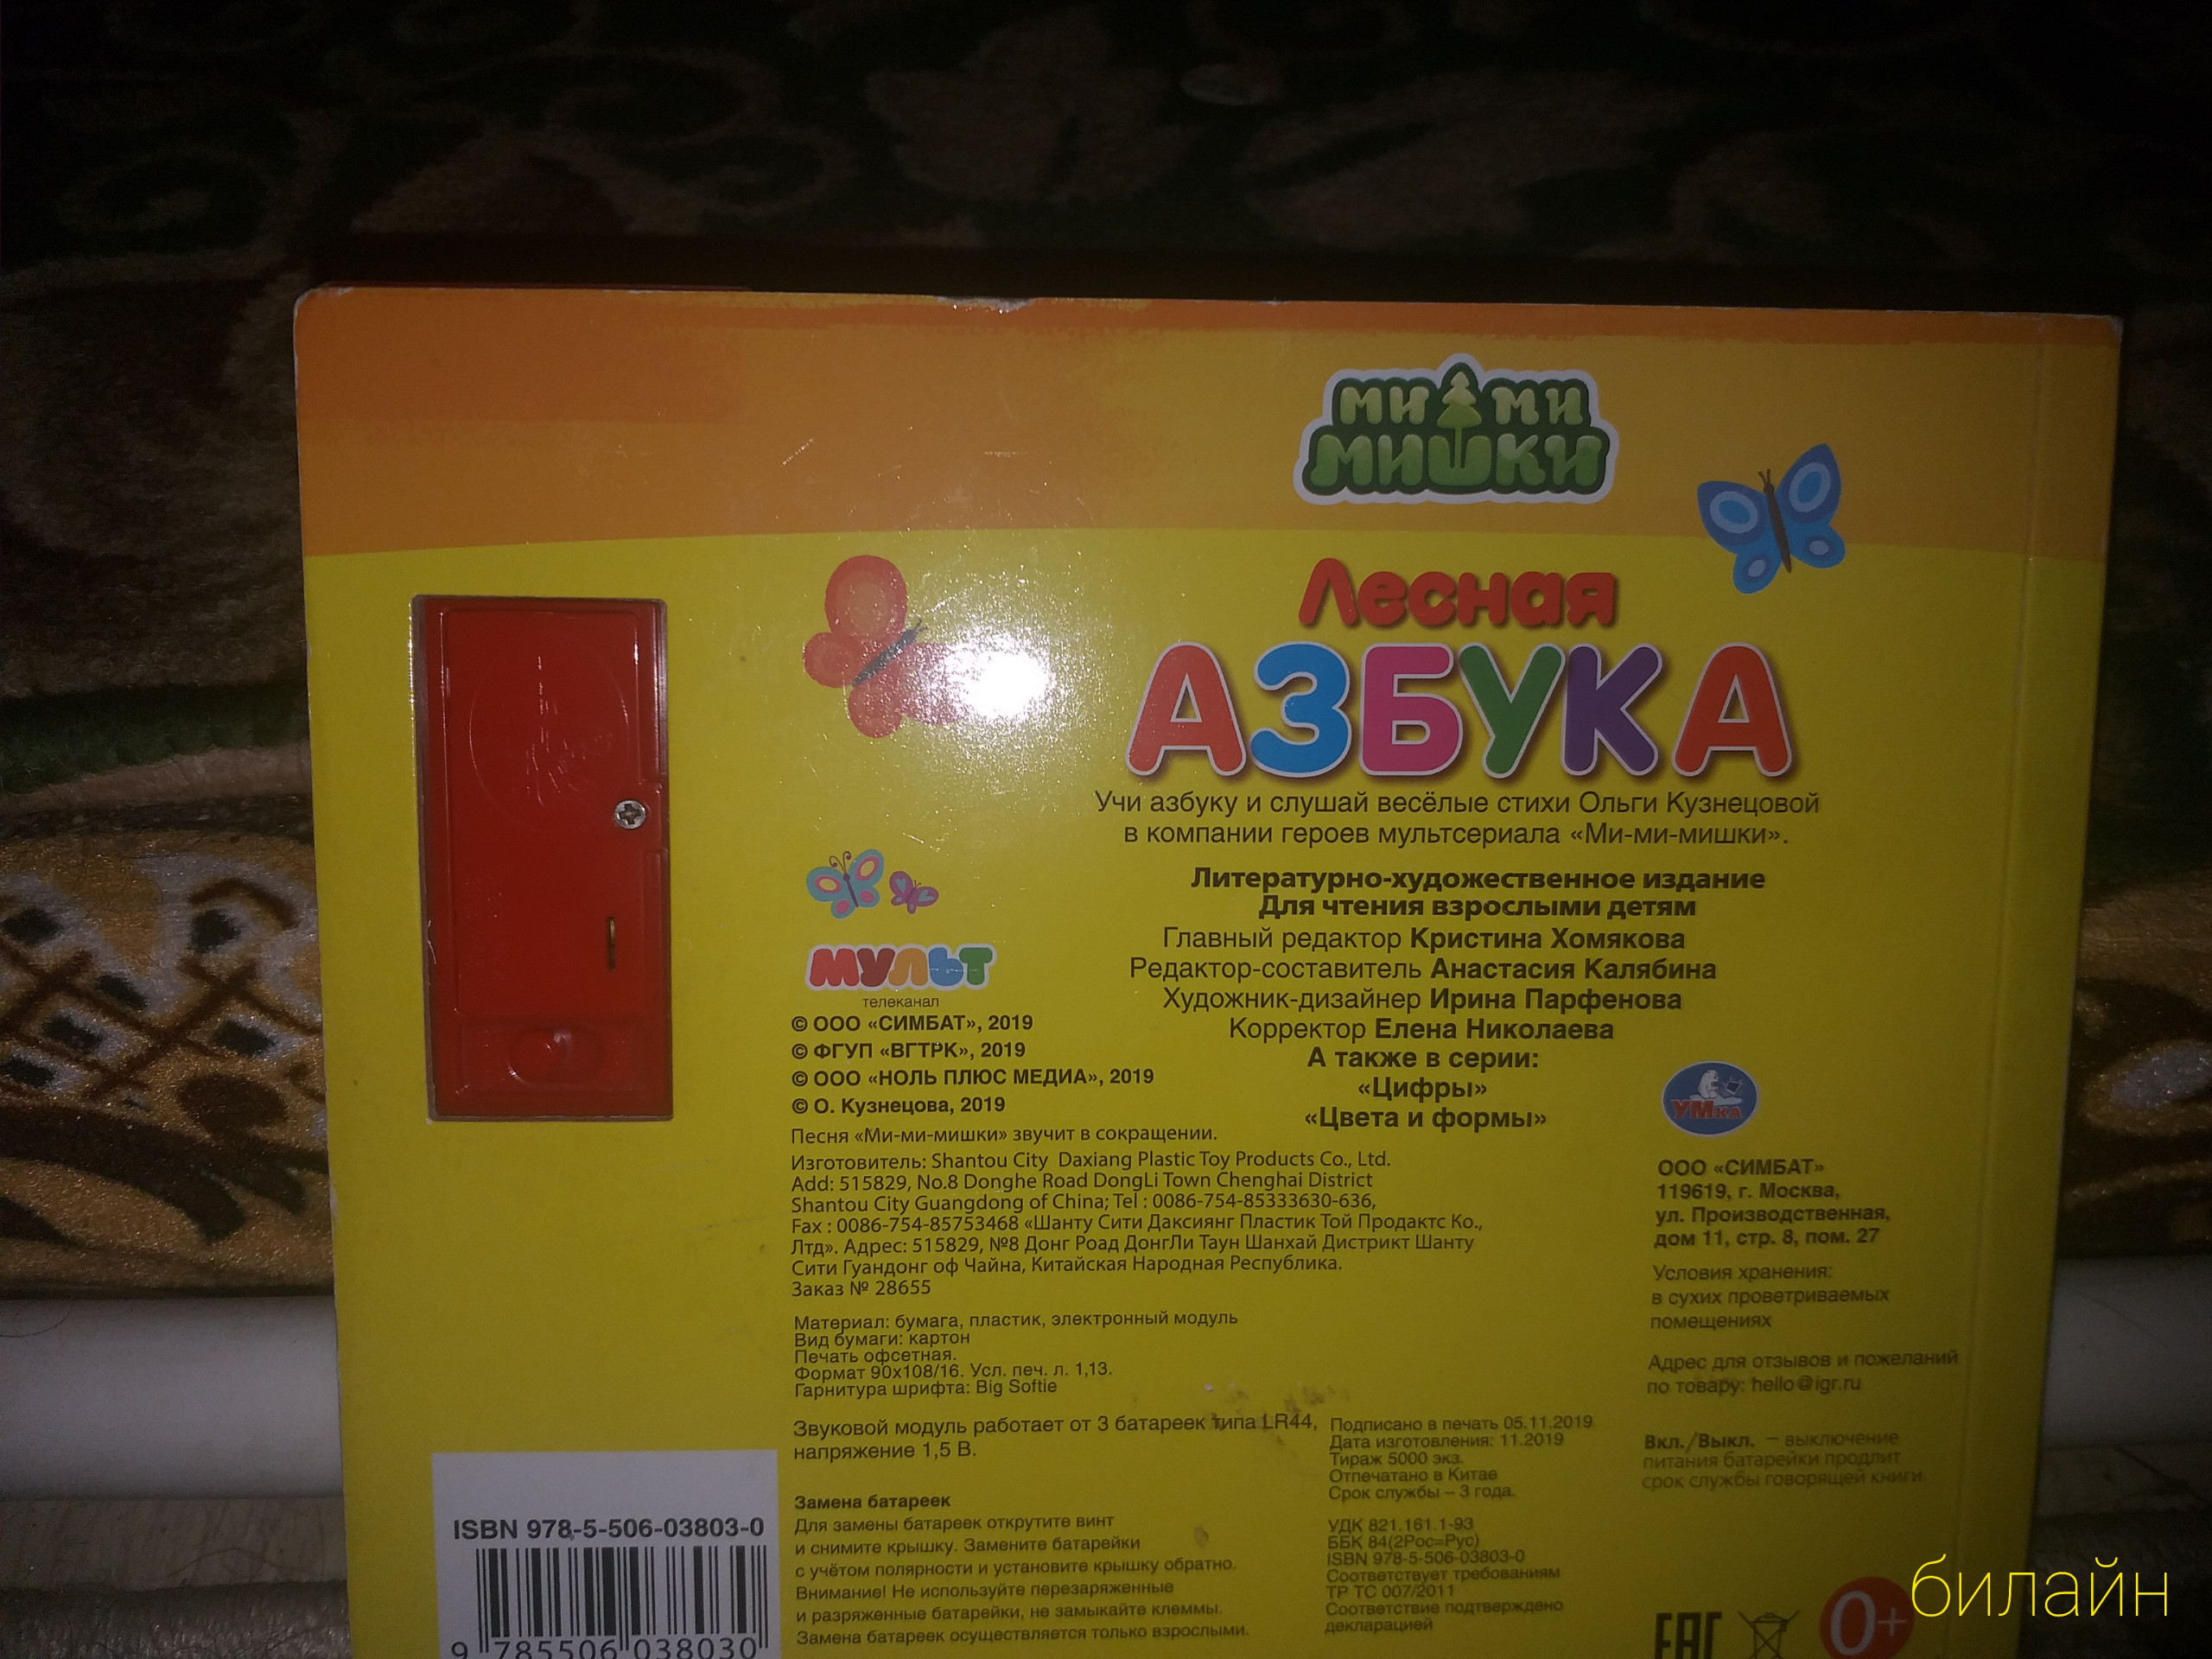 МИ МИ
МИШКИ
Лесная
АЗБУКА
Учи азбуку и слушай весёлые стихи Ольги Кузнецовой
в компании героев мультсериала «Ми-ми-мишки».
Литературно-художественное издание
Для чтения взрослыми детям
Главный редактор Кристина Хомякова
Редактор-составитель Анастасия Калябина
Художник-дизайнер Ирина Парфенова
Корректор Елена Николаева
А также в серии:
«Цифры»
«Цвета и формы»
МУЛЬТ
телеканал
© ООО «СИМБАТ», 2019
© ФГУП «ВГТРК», 2019
© ООО «НОЛЬ ПЛЮС МЕДИА», 2019
© О. Кузнецова, 2019
Песня «Ми-ми-мишки» звучит в сокращении.
Изготовитель: Shantou City Daxiang Plastic Toy Products Co., Ltd.
Add: 515829, No.8 Donghe Road DongLi Town Chenghai District
Shantou City Guangdong of China; Tel : 0086-754-85333630-636,
Fax : 0086-754-85753468 «Шанту Сити Даксиянг Пластик Той Продактс Ко.,
Лтд». Адрес: 515829, №8 Донг Роад ДонгЛи Таун Шанхай Дистрикт Шанту
Сити Гуандонг оф Чайна, Китайская Народная Республика.
Заказ № 28655
Материал: бумага, пластик, электронный модуль
Вид бумаги: картон
Печать офсетная.
Формат 90х108/16. Усл. печ. л. 1,13.
Гарнитура шрифта: Big Softie
Звуковой модуль работает от 3 батареек типа LR44,
напряжение 1,5 В.
Замена батареек
Для замены батареек открутите винт
и снимите крышку. Замените батарейки
с учётом полярности и установите крышку обратно.
Внимание! Не используйте перезаряженные
и разряженные батарейки, не замыкайте клеммы.
Замена батареек осуществляется только взрослыми.
Подписано в печать 05.11.2019
Дата изготовления: 11.2019
Тираж 5000 экз.
Отпечатано в Китае
Срок службы – 3 года.
УДК 821.161.1-93
ББК 84(2Рос=Рус)
ISBN 978-5-506-03803-0
Соответствует требованиям
ТР ТС 007/2011
Соответствие подтверждено
декларацией
УМка
ООО «СИМБАТ»
119619, г. Москва,
ул. Производственная,
дом 11, стр. 8, пом. 27
Условия хранения:
в сухих проветриваемых
помещениях
Адрес для отзывов и пожеланий
по товару: hello@igr.ru
Вкл./Выкл. – выключение
питания батарейки продлит
срок службы говорящей книги.
ISBN 978-5-506-03803-0
9 785506 038030
EAC
0+
билайн